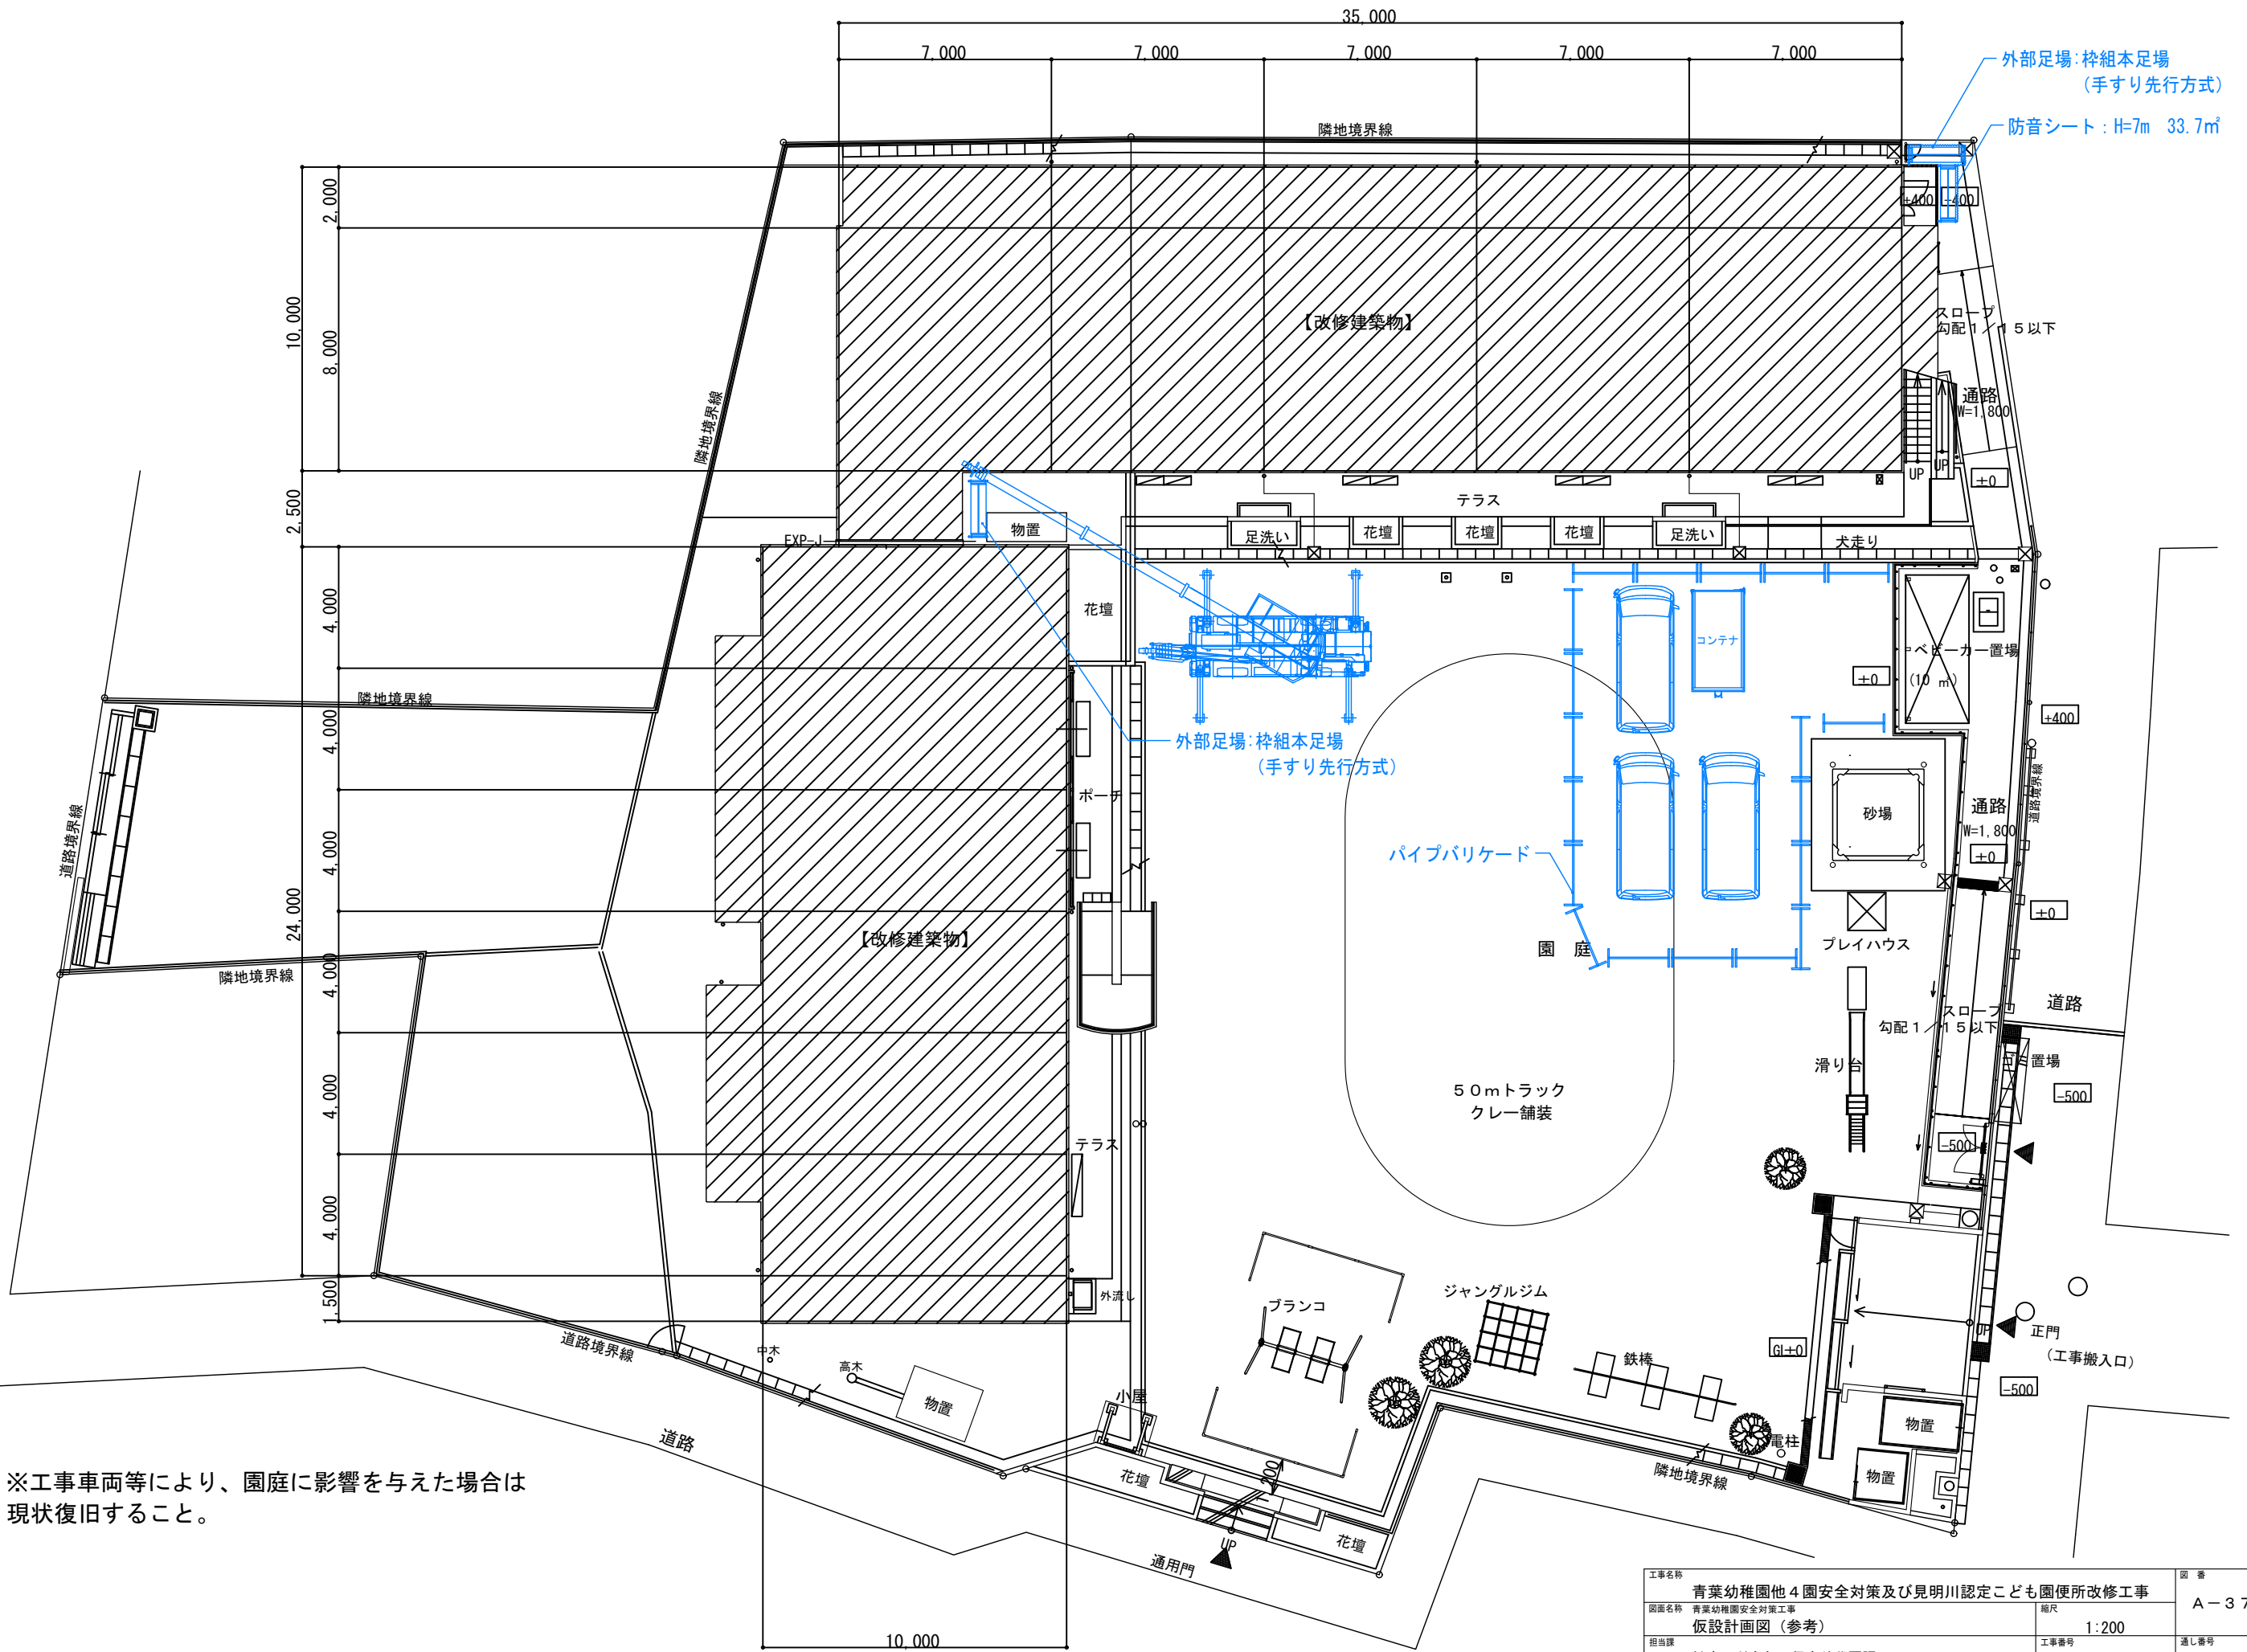 35,000
7,000
7,000
7,000
7,000
7,000
外部足場:枠組本足場
(手すり先行方式)
防音シート:H=7m 33.7㎡
隣地境界線
2,000
10,000
8,000
+400
-400
【改修建築物】
スロープ
勾配1/15以下
隣地境界線
通路
W=1,800
UP
UP
±0
2,500
テラス
物置
足洗い
花壇
花壇
花壇
足洗い
犬走り
EXP-J
4,000
花壇
コンテナ
ベビーカー置場
(10 ㎡)
±0
+400
隣地境界線
4,000
外部足場:枠組本足場
(手すり先行方式)
ポーチ
砂場
通路
W=1,800
道路境界線
±0
道路境界線
4,000
パイプバリケード
24,000
【改修建築物】
園 庭
プレイハウス
±0
隣地境界線
4,000
道路
スロープ
勾配1/15以下
滑り台
ゴミ置場
-500
50mトラック
クレー舗装
4,000
テラス
-500
4,000
1,500
外流し
ブランコ
ジャングルジム
鉄棒
GL±0
UP
正門
(工事搬入口)
-500
道路境界線
中木
高木
物置
小屋
物置
電柱
物置
道路
花壇
200
隣地境界線
※工事車両等により、園庭に影響を与えた場合は
現状復旧すること。
UP
花壇
通用門
10,000
工事名称
青葉幼稚園他4園安全対策及び見明川認定こども園便所改修工事
図 番
A-37
図面名称
青葉幼稚園安全対策工事
仮設計画図(参考)
縮尺
1:200
担当課
工事番号
通し番号